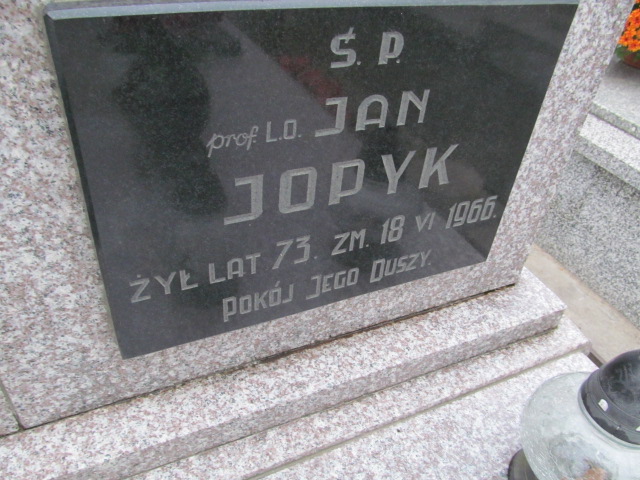 Ś. P.
prof. L.O. JAN
JOPYK
ŻYŁ LAT 73. ZM. 18 VI 1966.
POKÓJ JEGO DUSZY.